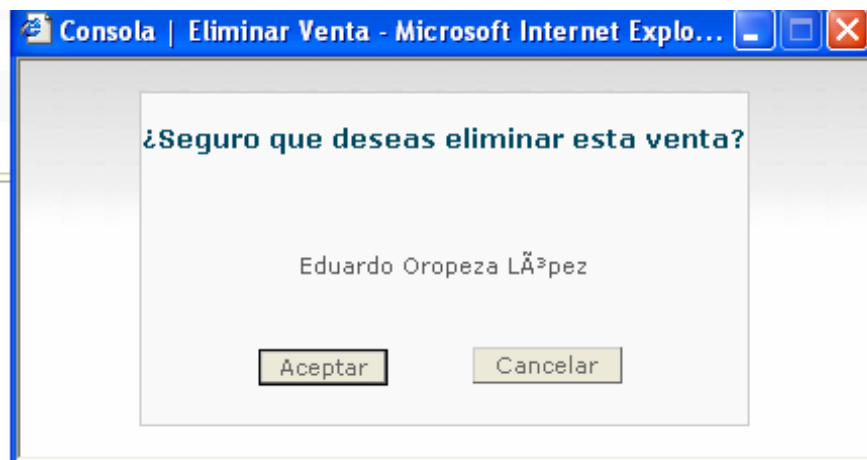 Consola | Eliminar Venta - Microsoft Internet Explo...
¿Seguro que deseas eliminar esta venta?
Eduardo Oropeza LÃ³pez
Aceptar
Cancelar